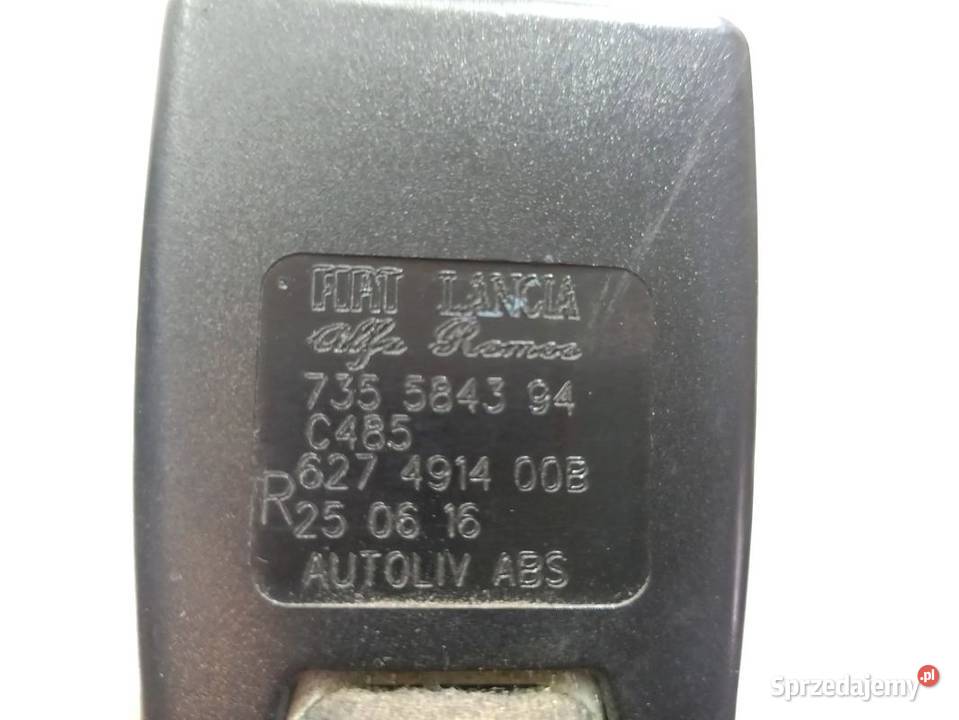 FIAT LANCIA
Alfa Romeo
735 5843 94
C485
627 4914 00B
R 25 06 16
AUTOLIV ABS
Sprzedajemy.pl